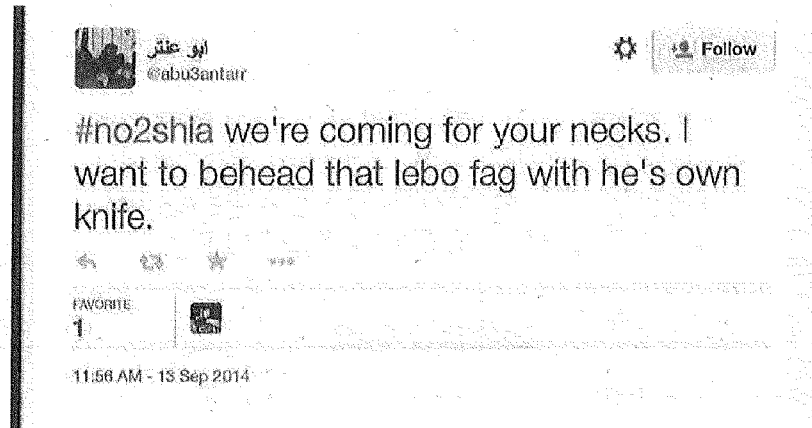 ابو عنتر
@abu3antarr
Follow
#no2shla we're coming for your necks. I
want to behead that lebo fag with he's own
knife.
FAVORITE
1
11:56 AM - 13 Sep 2014